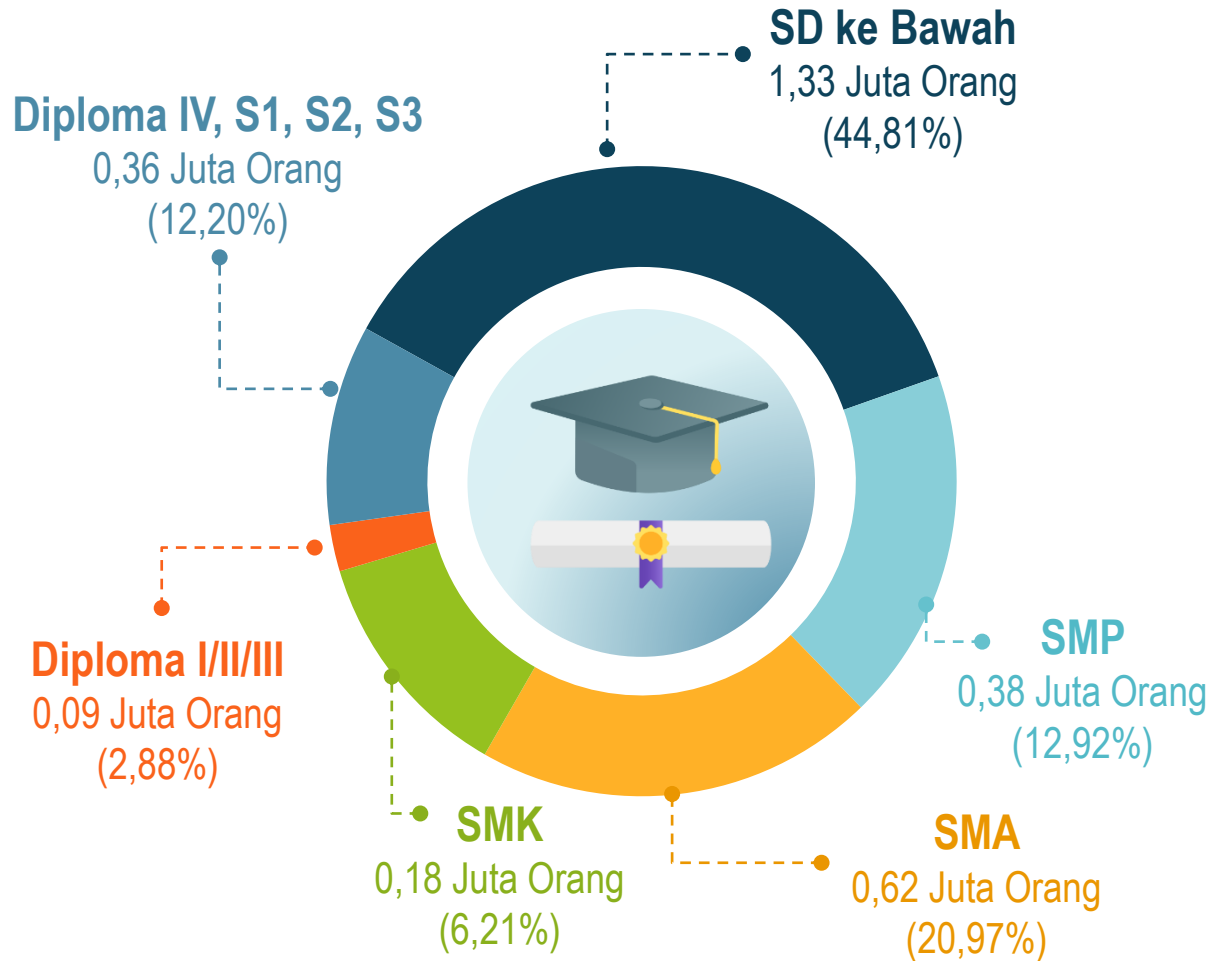 SD ke Bawah
1,33 Juta Orang
(44,81%)
Diploma IV, S1, S2, S3
0,36 Juta Orang
(12,20%)
SMP
0,38 Juta Orang
(12,92%)
Diploma I/II/III
0,09 Juta Orang
(2,88%)
SMK
0,18 Juta Orang
(6,21%)
SMA
0,62 Juta Orang
(20,97%)